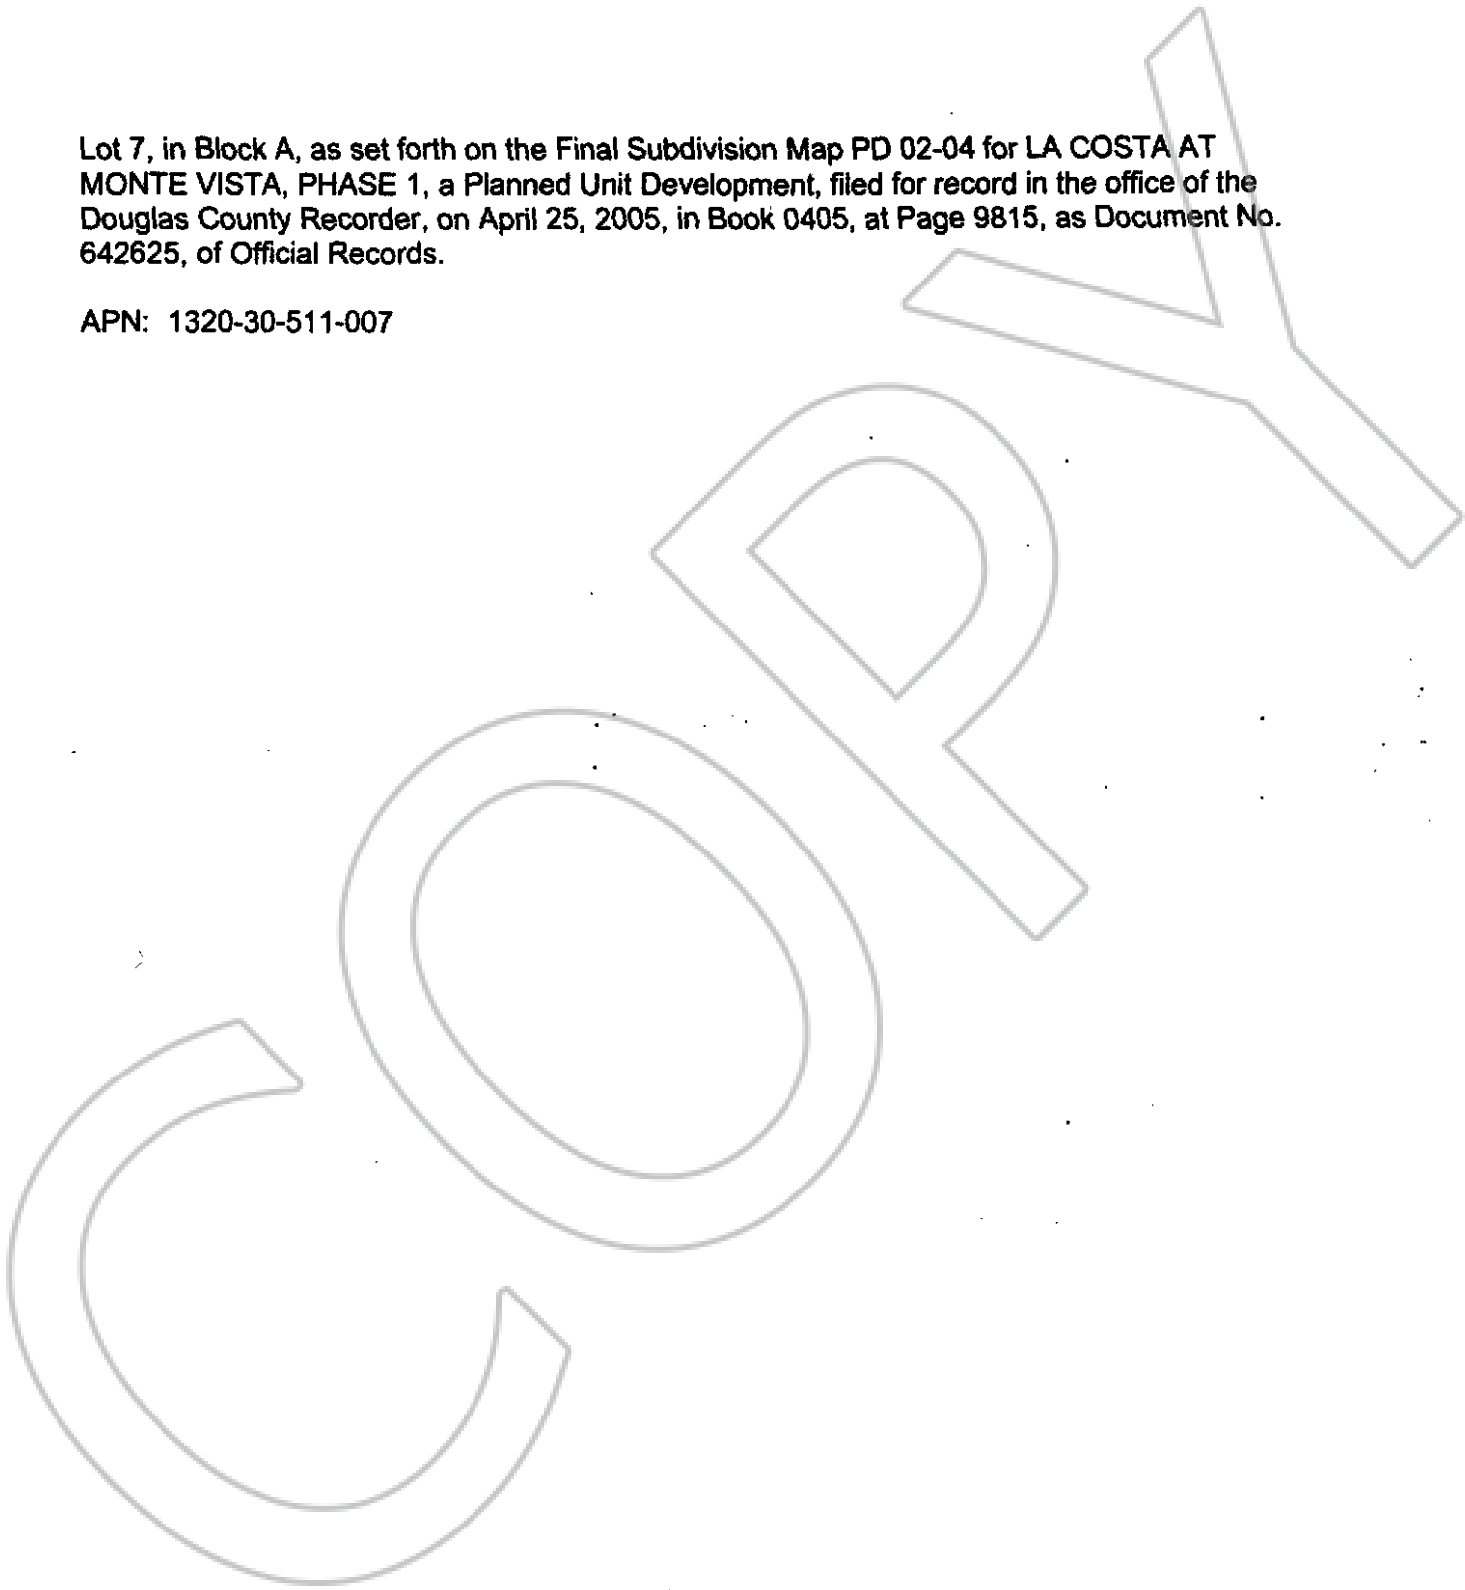 Lot 7, in Block A, as set forth on the Final Subdivision Map PD 02-04 for LA COSTA AT
MONTE VISTA, PHASE 1, a Planned Unit Development, filed for record in the office of the
Douglas County Recorder, on April 25, 2005, in Book 0405, at Page 9815, as Document No.
642625, of Official Records.
APN: 1320-30-511-007
COPY